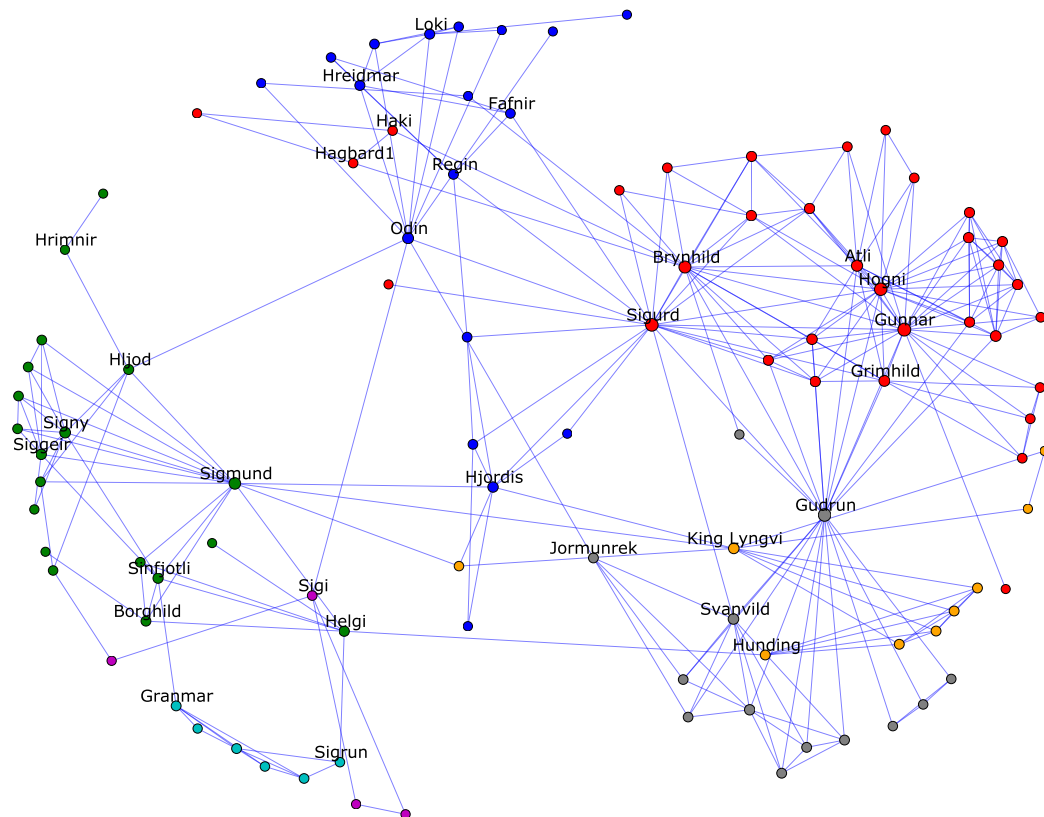 Loki
Hreidmar
Fafnir
Haki
Hagbard1
Regin
Odin
Hrimnir
Brynhild
Atli
Hogni
Sigurd
Gunnar
Hljod
Grimhild
Signy
Siggeir
Sigmund
Hjordis
Gudrun
King Lyngvi
Jormunrek
Sinfjotli
Sigi
Borghild
Svanvild
Helgi
Hunding
Granmar
Sigrun